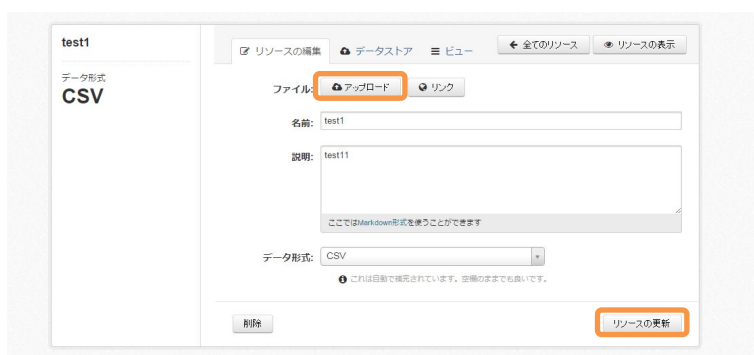 test1
データ形式
CSV
リソースの編集
データストア
ビュー
全てのリソース
リソースの表示
ファイル:
アップロード
リンク
名前:
test1
説明:
test11
ここではMarkdown形式を使うことができます
データ形式:
CSV
これは自動で補完されています。空欄のままでも良いです。
削除
リソースの更新